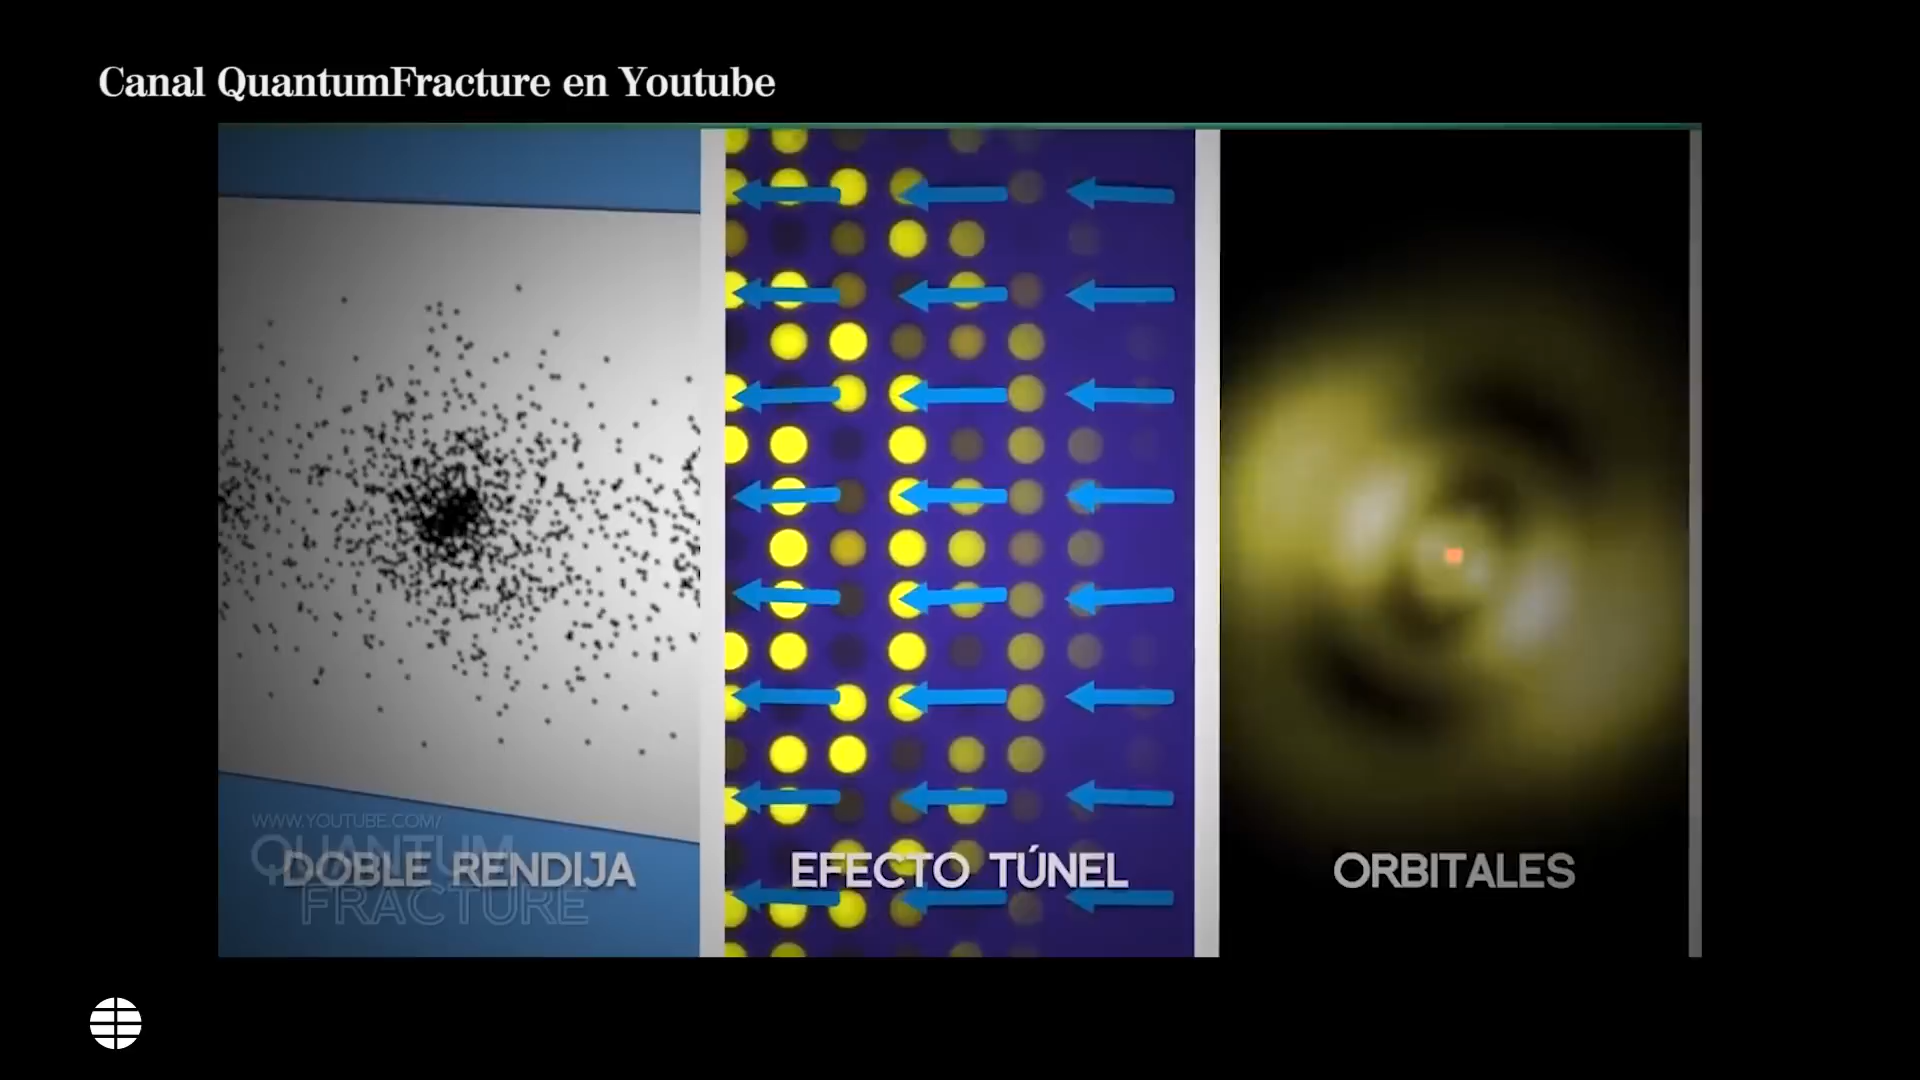 Canal QuantumFracture en Youtube
WWW.YOUTUBE.COM/
QUANTUM
FRACTURE
DOBLE RENDIJA
EFECTO TÚNEL
ORBITALES